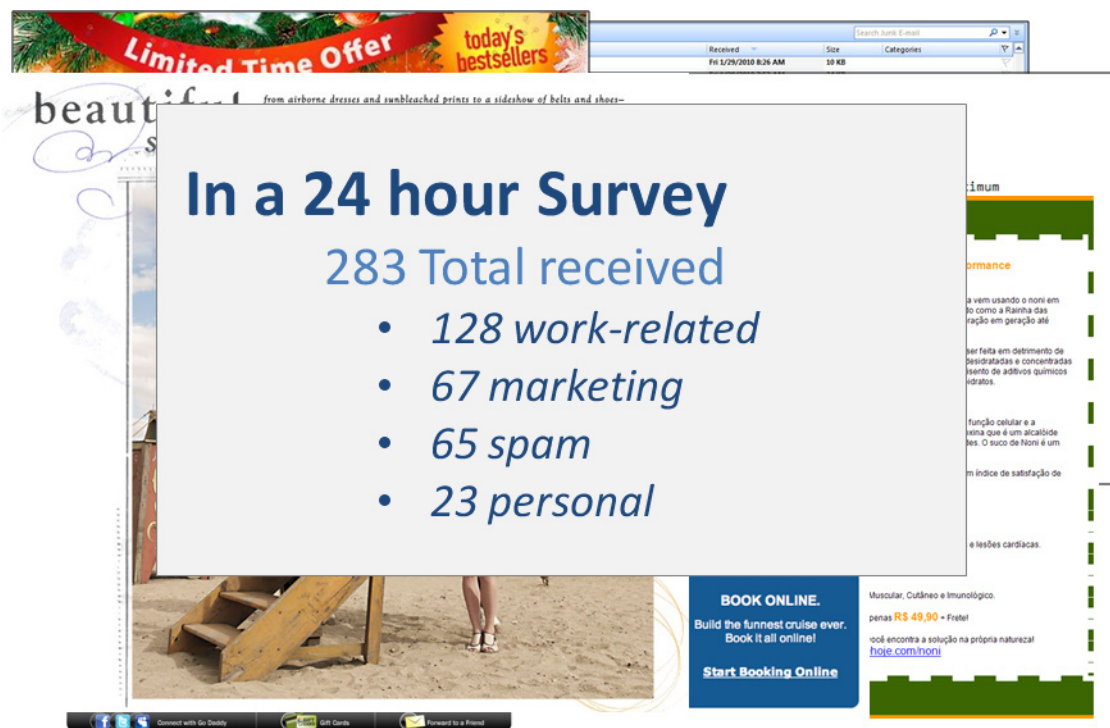 Limited Time Offer
today's
bestsellers
Search Junk E-mail
Received Size Categories
Fri 1/29/2010 8:26 AM 10 KB
from airborne dresses and sunbleached prints to a sideshow of belts and shoes–
In a 24 hour Survey
283 Total received
• 128 work-related
• 67 marketing
• 65 spam
• 23 personal
a vem usando o noni em
do como a Rainha das
ração em geração até
ser feita em detrimento de
desidratadas e concentradas
isento de aditivos químicos
função celular e a
que é um alcalóide
O suco de Noni é um
m índice de satisfação de
e lesões cardíacas.
BOOK ONLINE.
Build the funnest cruise ever.
Book it all online!
Start Booking Online
Muscular, Cutâneo e Imunológico.
penas R$ 49,90 + Frete!
você encontra a solução na própria natureza!
hoje.com/noni
Connect with Go Daddy
Gift Cards
Forward to a Friend